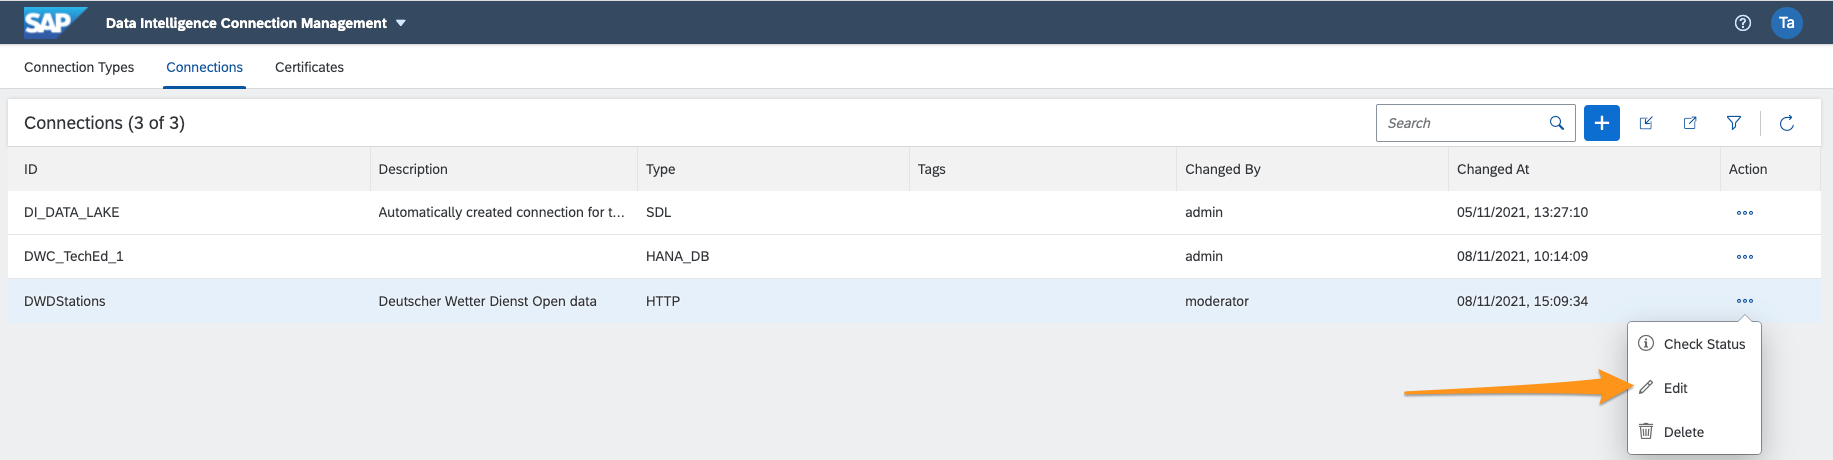 SAP Data Intelligence Connection Management Ta
Connection Types Connections Certificates
Connections (3 of 3) Search
ID Description Type Tags Changed By Changed At Action
DI_DATA_LAKE Automatically created connection for t... SDL admin 05/11/2021, 13:27:10
DWC_TechEd_1 HANA_DB admin 08/11/2021, 10:14:09
DWDStations Deutscher Wetter Dienst Open data HTTP moderator 08/11/2021, 15:09:34
Check Status
Edit
Delete